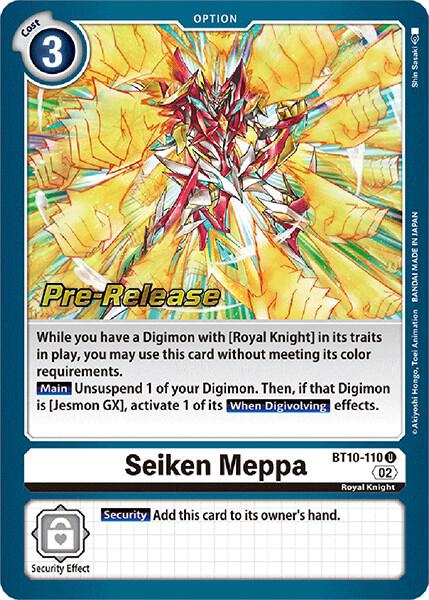 OPTION
Cost
3
Shin Sasaki
Pre-Release
While you have a Digimon with [Royal Knight] in its traits
in play, you may use this card without meeting its color
requirements.
Main Unsuspend 1 of your Digimon. Then, if that Digimon
is [Jesmon GX], activate 1 of its When Digivolving effects.
©Akiyoshi Hongo, Toei Animation BANDAI MADE IN JAPAN
Seiken Meppa
BT10-110 U
02
Royal Knight
Security Add this card to its owner's hand.
Security Effect